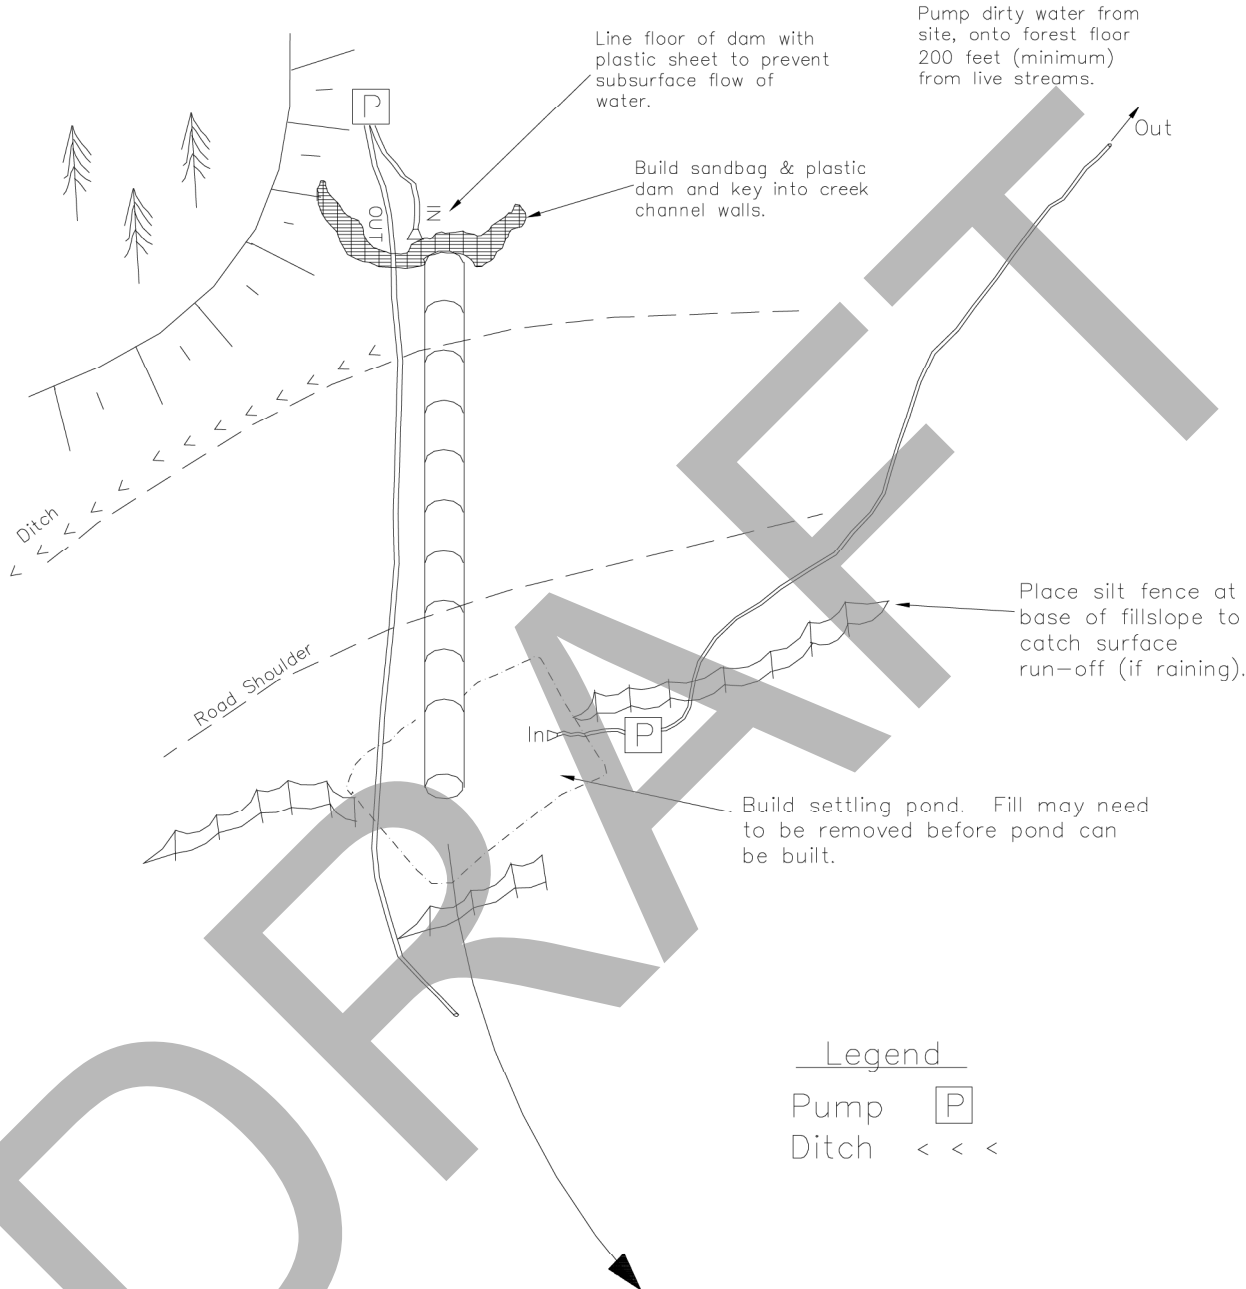 Pump dirty water from
site, onto forest floor
200 feet (minimum)
from live streams.
Line floor of dam with
plastic sheet to prevent
subsurface flow of
water.
P
Out
Build sandbag & plastic
dam and key into creek
channel walls.
OUT
IN
Ditch
Place silt fence at
base of fillslope to
catch surface
run-off (if raining).
Road Shoulder
In
P
Build settling pond. Fill may need
to be removed before pond can
be built.
Legend
Pump P
Ditch < < <
DRAFT